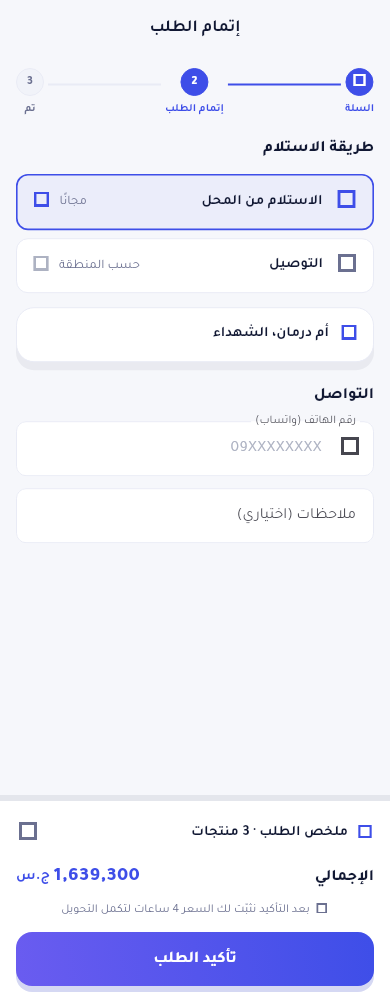 إتمام الطلب
2
3
السلة
إتمام الطلب
تم
طريقة الاستلام
الاستلام من المحل
مجانًا
التوصيل
حسب المنطقة
أم درمان، الشهداء
التواصل
رقم الهاتف (واتساب)
09XXXXXXXX
ملاحظات (اختياري)
ملخص الطلب · 3 منتجات
الإجمالي
1,639,300 ج.س
بعد التأكيد نثبّت لك السعر 4 ساعات لتكمل التحويل
تأكيد الطلب